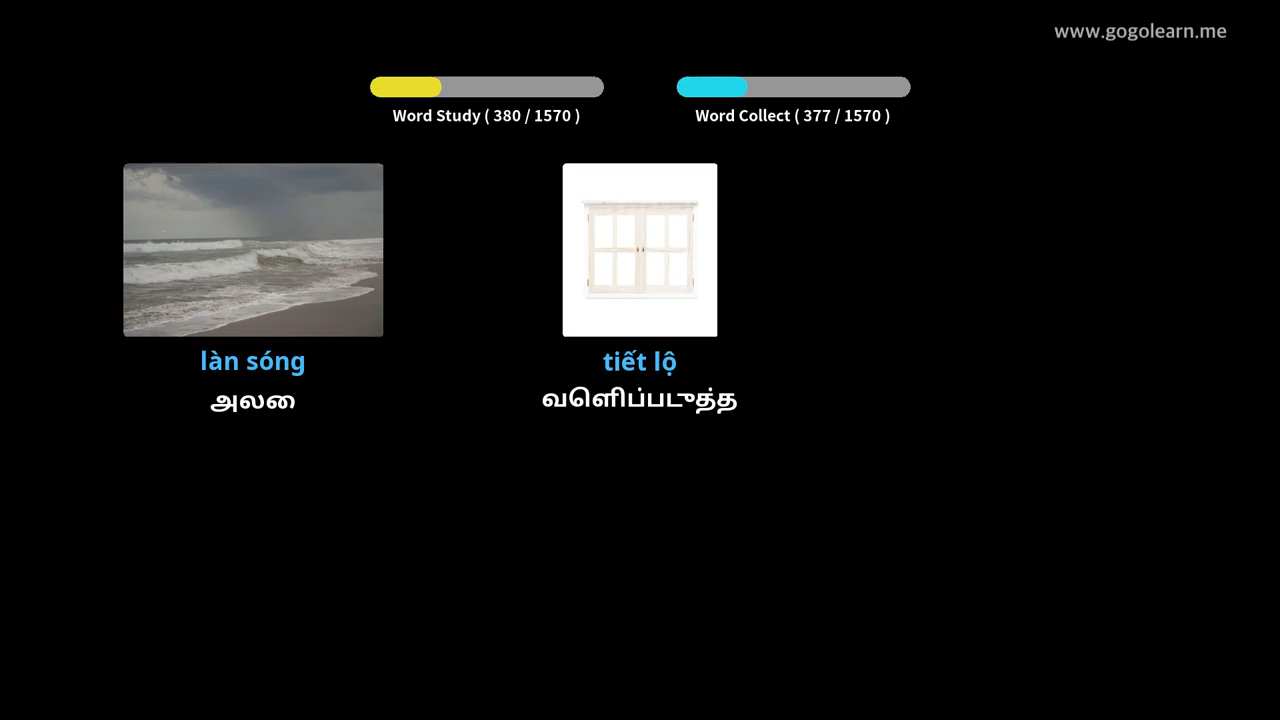 www.gogolearn.me
Word Study ( 380 / 1570 )
Word Collect ( 377 / 1570 )
làn sóng
அலை
tiết lộ
வெளிப்படுத்த